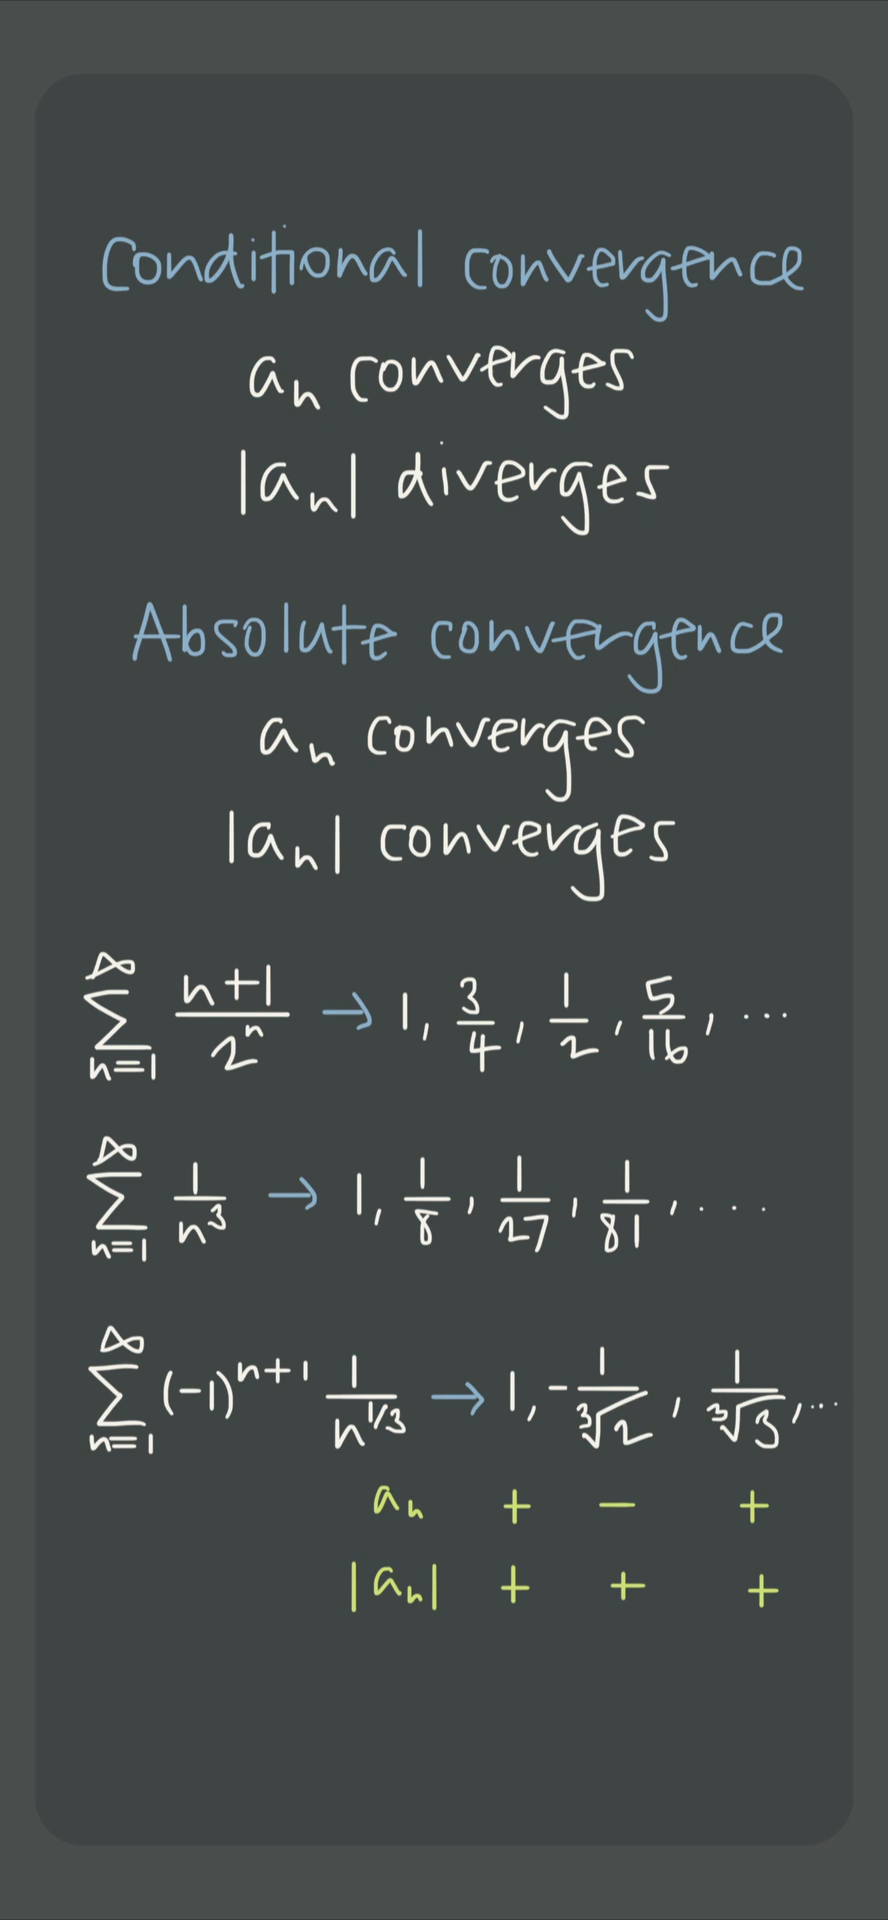 Conditional convergence
aₙ converges
|aₙ| diverges
Absolute convergence
aₙ converges
|aₙ| converges
∞∑n=1 (n+1)/2ⁿ → 1, 3/4, 1/2, 5/16, ...
∞∑n=1 1/n³ → 1, 1/8, 1/27, 1/81, ...
∞∑n=1 (-1)ⁿ⁺¹ 1/n^(1/3) → 1, -1/∛2, 1/∛3, ...
aₙ + − +
|aₙ| + + +